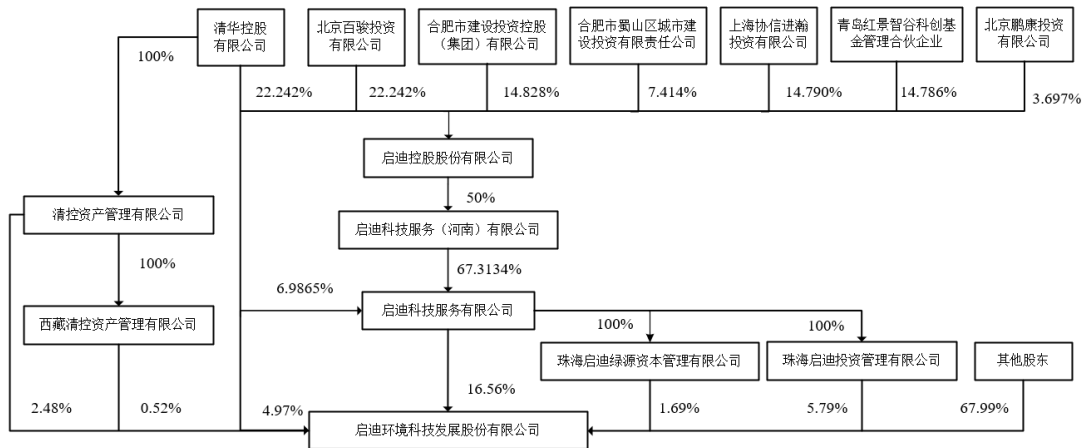 清华控股
有限公司
北京百骏投资
有限公司
合肥市建设投资控股
（集团）有限公司
合肥市蜀山区城市建
设投资有限责任公司
上海协信进瀚
投资有限公司
青岛红景智谷科创基
金管理合伙企业
北京鹏康投资
有限公司
100%
22.242%
22.242%
14.828%
7.414%
14.790%
14.786%
3.697%
启迪控股股份有限公司
50%
清控资产管理有限公司
启迪科技服务（河南）有限公司
100%
67.3134%
6.9865%
启迪科技服务有限公司
西藏清控资产管理有限公司
100%
100%
珠海启迪绿源资本管理有限公司
珠海启迪投资管理有限公司
其他股东
2.48%
0.52%
4.97%
16.56%
1.69%
5.79%
67.99%
启迪环境科技发展股份有限公司